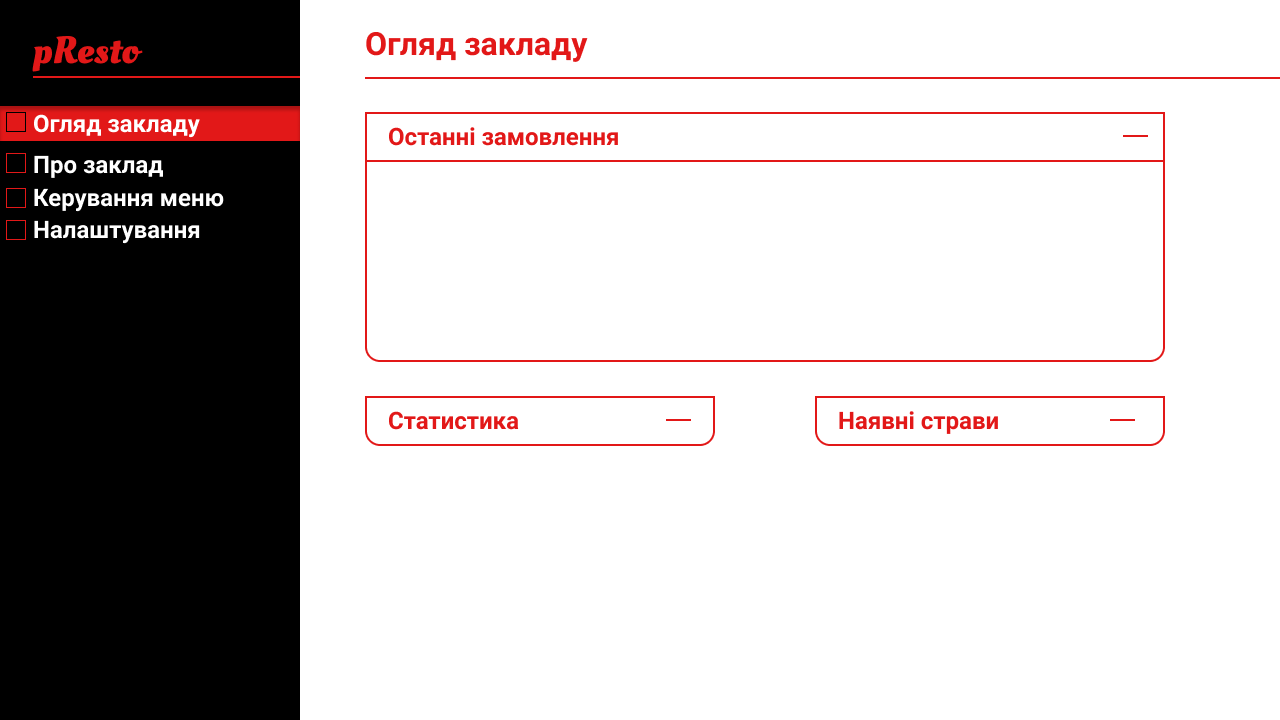 pResto
Огляд закладу
Про заклад
Керування меню
Налаштування
Огляд закладу
Останні замовлення
Статистика
Наявні страви